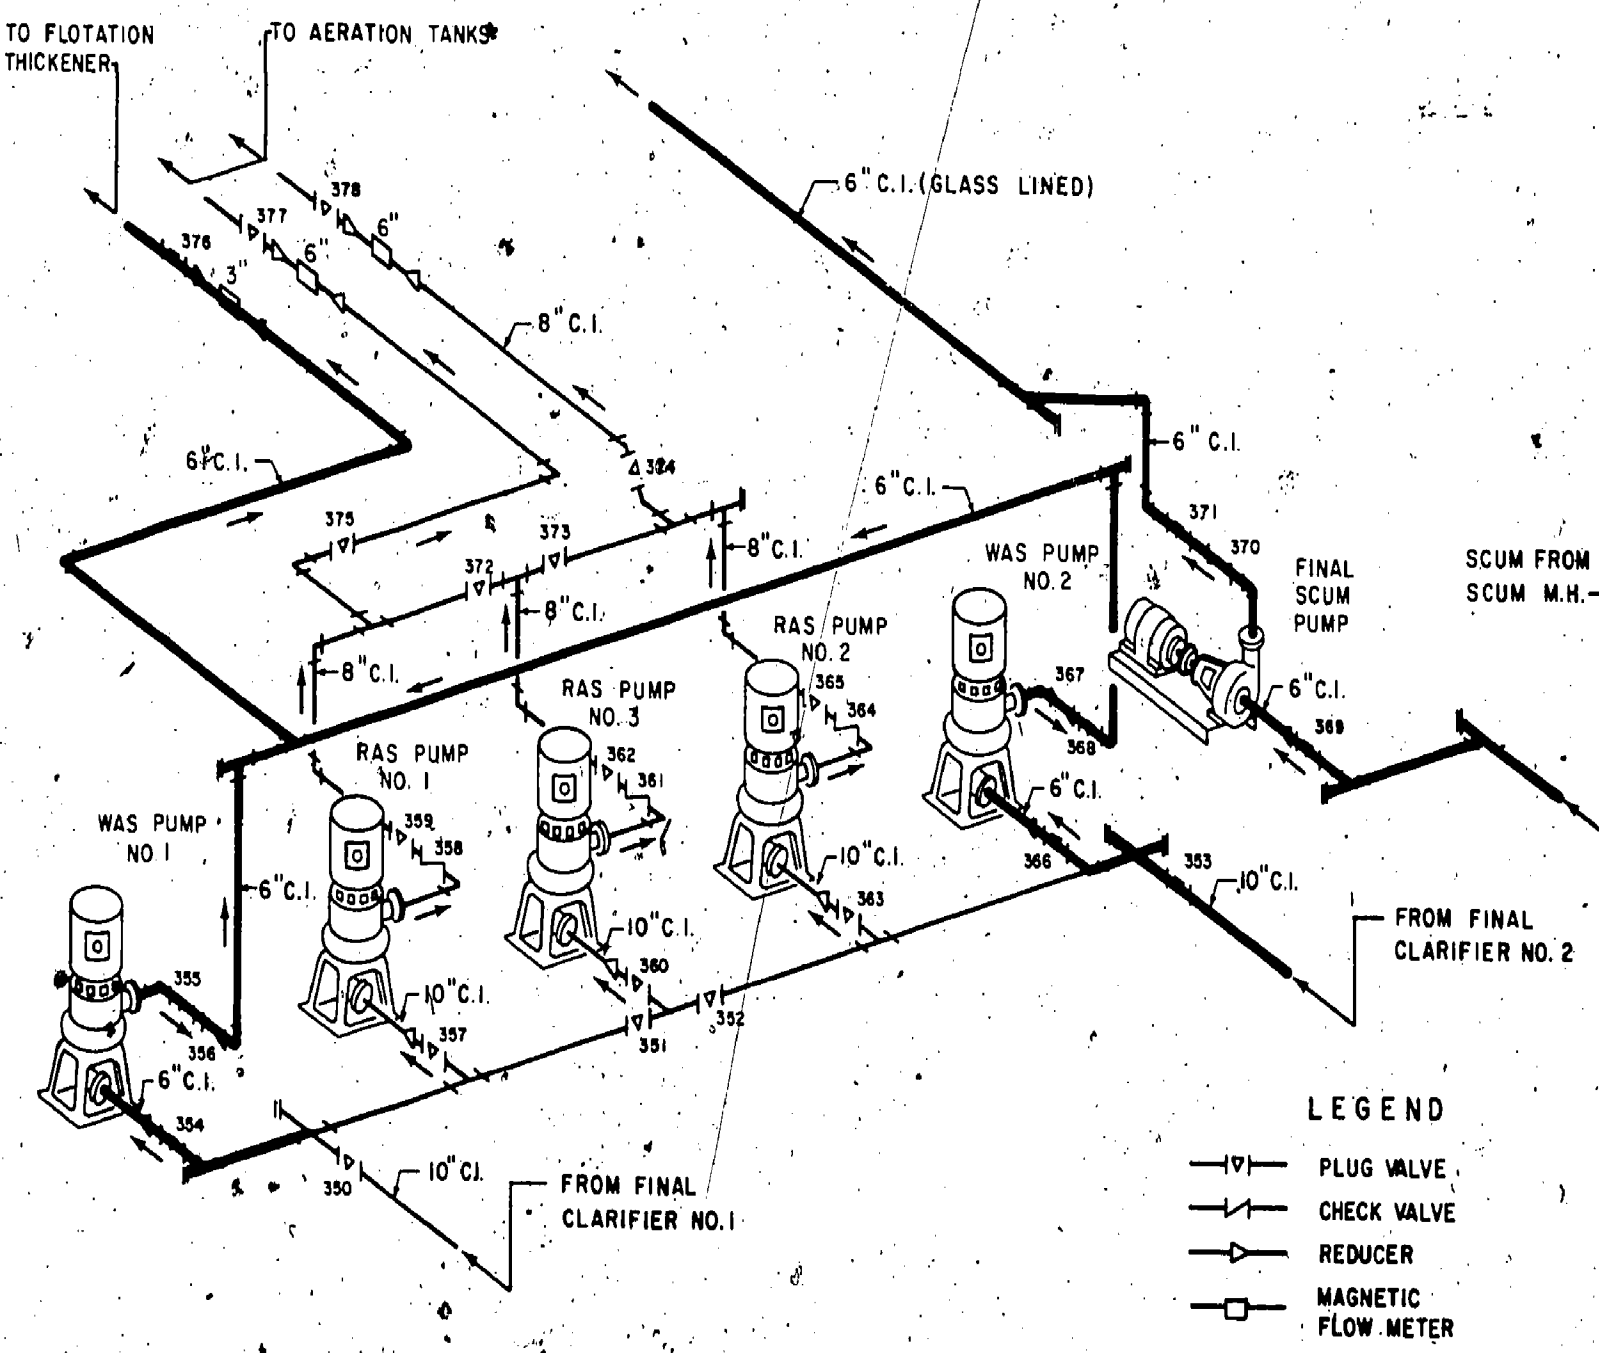 TO FLOTATION
THICKENER
TO AERATION TANKS
378
377
376
6"
6"
3"
6" C.I. (GLASS LINED)
8" C.I.
6" C.I.
6" C.I.
6" C.I.
375
373
372
8" C.I.
8" C.I.
8" C.I.
371
370
WAS PUMP
NO. 2
FINAL
SCUM
PUMP
SCUM FROM
SCUM M.H.
RAS PUMP
NO. 2
RAS PUMP
NO. 3
RAS PUMP
NO. 1
WAS PUMP
NO. 1
365
364
367
368
6" C.I.
369
362
361
359
358
6" C.I.
6" C.I.
366
353
10" C.I.
10" C.I.
363
10" C.I.
360
352
351
10" C.I.
357
355
356
6" C.I.
354
350
10" C.I.
FROM FINAL
CLARIFIER NO. 2
FROM FINAL
CLARIFIER NO. 1
LEGEND
PLUG VALVE
CHECK VALVE
REDUCER
MAGNETIC
FLOW METER